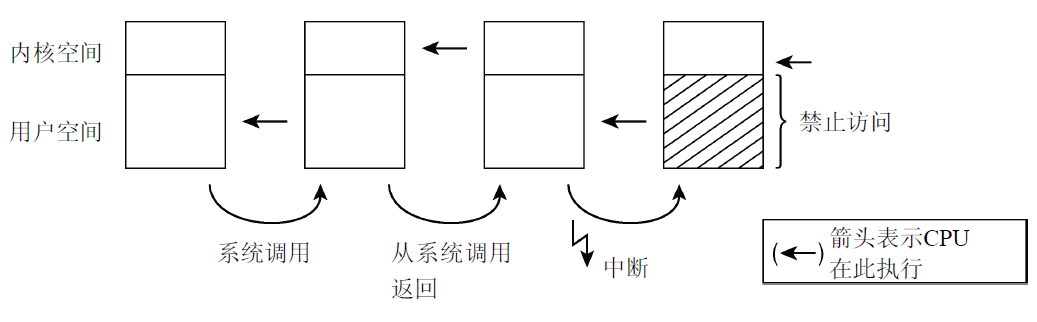 内核空间
用户空间
禁止访问
系统调用
从系统调用
返回
中断
( ) 箭头表示CPU
在此执行